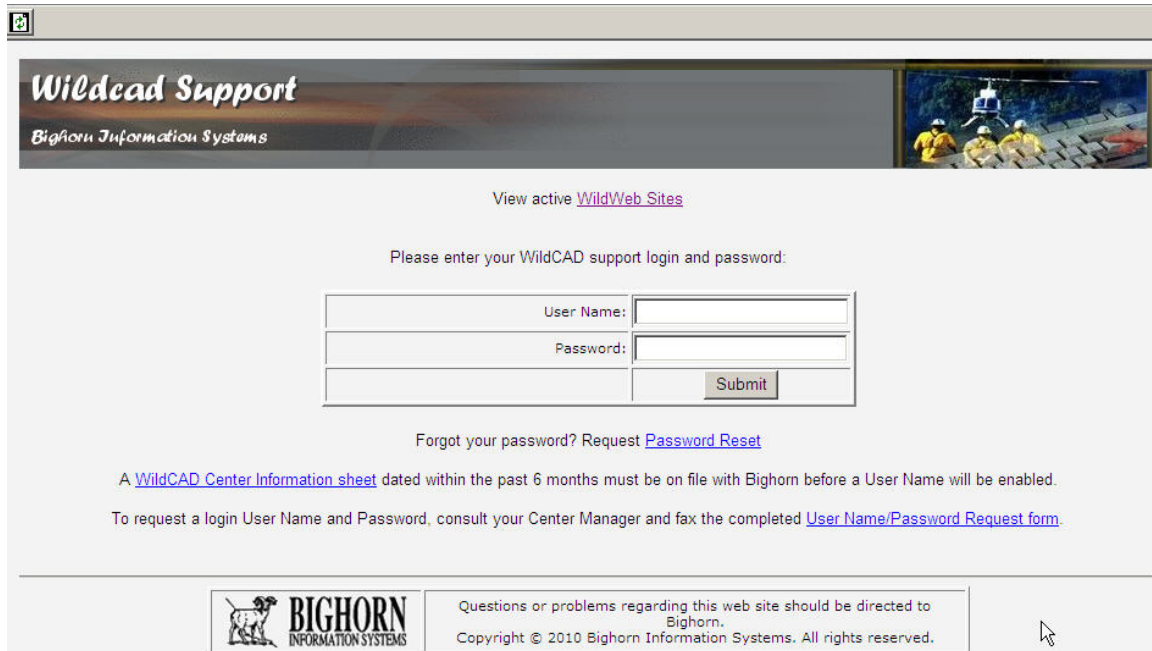 Wildcad Support
Bighorn Information Systems
View active WildWeb Sites
Please enter your WildCAD support login and password:
User Name:
Password:
Submit
Forgot your password? Request Password Reset
A WildCAD Center Information sheet dated within the past 6 months must be on file with Bighorn before a User Name will be enabled.
To request a login User Name and Password, consult your Center Manager and fax the completed User Name/Password Request form.
BIGHORN
INFORMATION SYSTEMS
Questions or problems regarding this web site should be directed to
Bighorn.
Copyright © 2010 Bighorn Information Systems. All rights reserved.